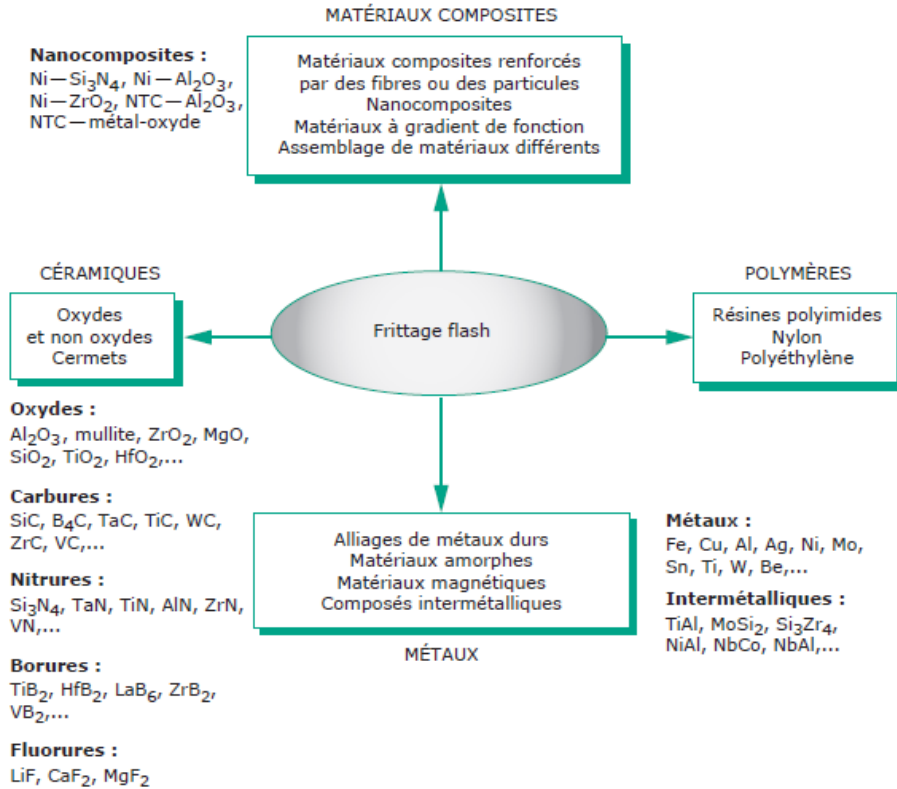 MATÉRIAUX COMPOSITES
Nanocomposites :
Ni—Si₃N₄, Ni—Al₂O₃,
Ni—ZrO₂, NTC—Al₂O₃,
NTC—métal-oxyde
Matériaux composites renforcés
par des fibres ou des particules
Nanocomposites
Matériaux à gradient de fonction
Assemblage de matériaux différents
CÉRAMIQUES
Oxydes
et non oxydes
Cermets
Frittage flash
POLYMÈRES
Résines polyimides
Nylon
Polyéthylène
Oxydes :
Al₂O₃, mullite, ZrO₂, MgO,
SiO₂, TiO₂, HfO₂,...
Carbures :
SiC, B₄C, TaC, TiC, WC,
ZrC, VC,...
Nitrures :
Si₃N₄, TaN, TiN, AlN, ZrN,
VN,...
Borures :
TiB₂, HfB₂, LaB₆, ZrB₂,
VB₂,...
Fluorures :
LiF, CaF₂, MgF₂
Alliages de métaux durs
Matériaux amorphes
Matériaux magnétiques
Composés intermétalliques
MÉTAUX
Métaux :
Fe, Cu, Al, Ag, Ni, Mo,
Sn, Ti, W, Be,...
Intermétalliques :
TiAl, MoSi₂, Si₃Zr₄,
NiAl, NbCo, NbAl,...